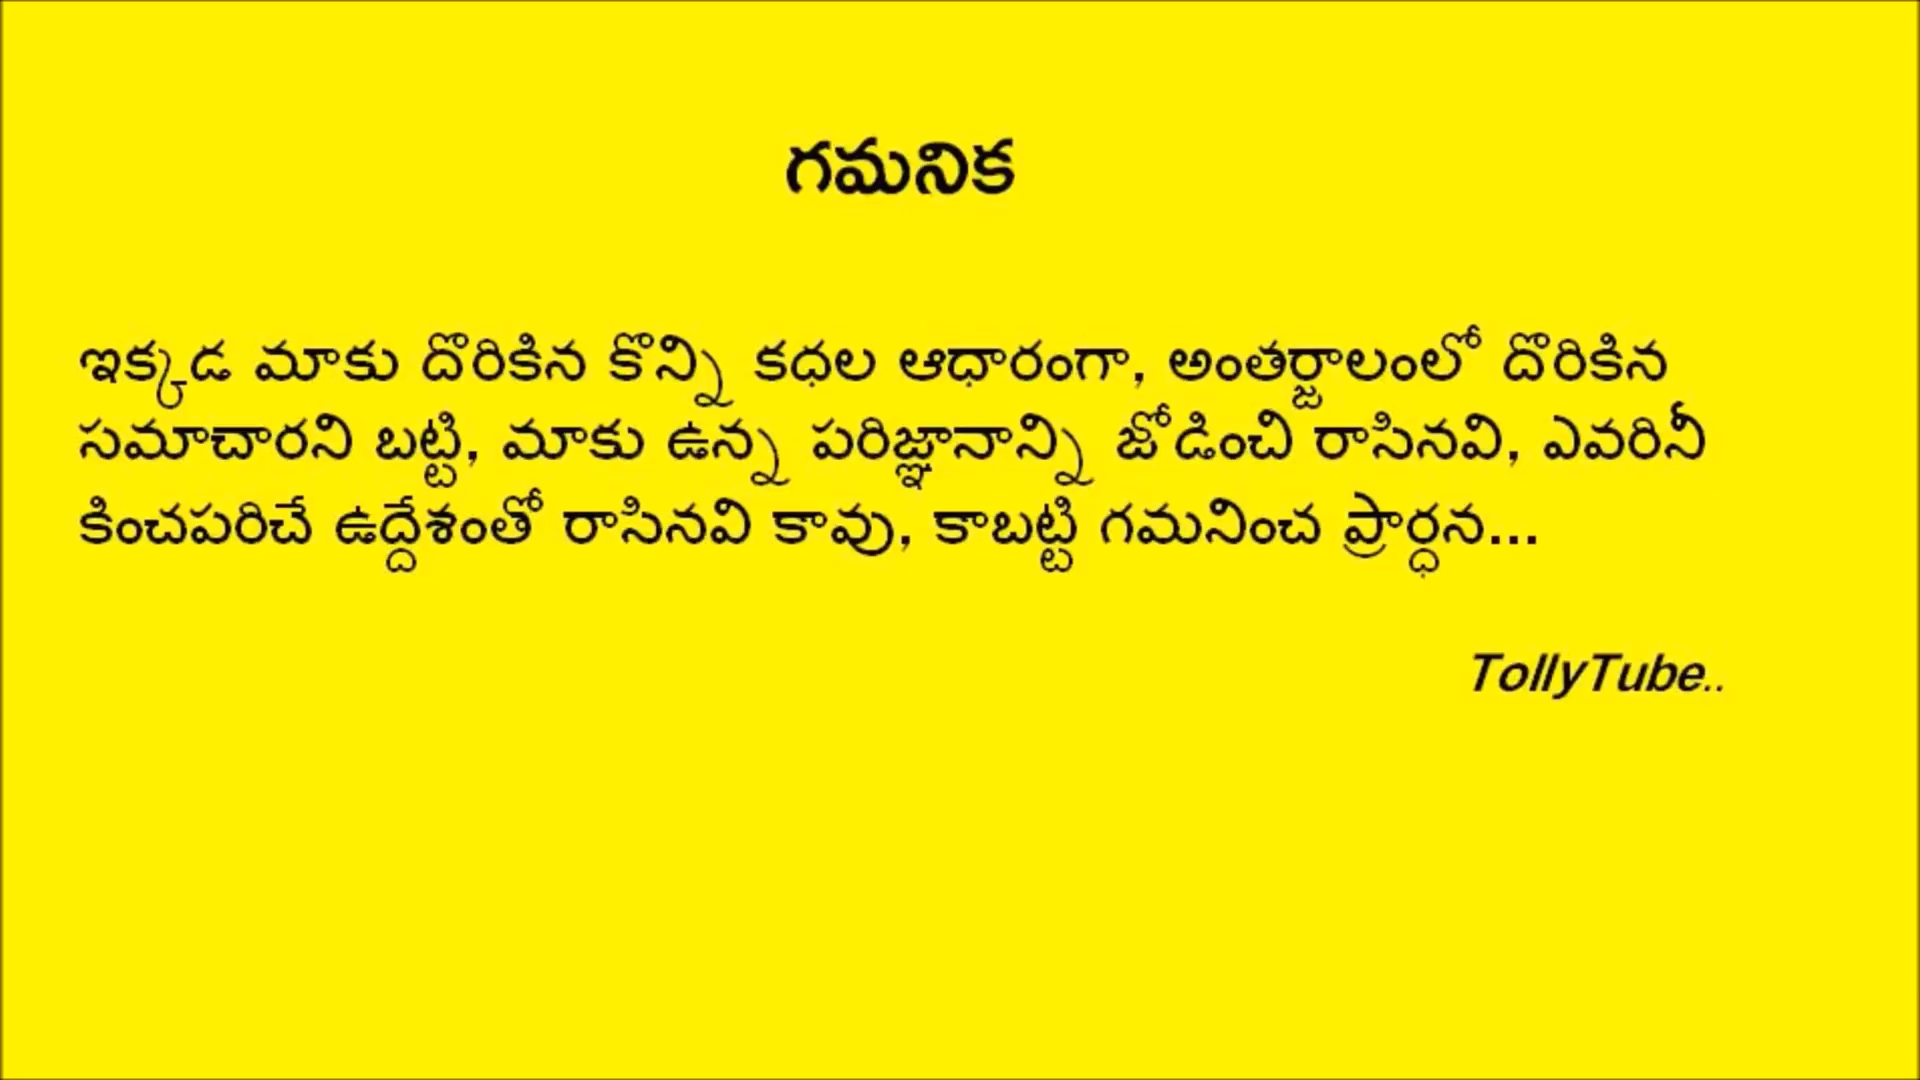 గమనిక
ఇక్కడ మాకు దొరికిన కొన్ని కధల ఆధారంగా, అంతర్జాలంలో దొరికిన
సమాచారని బట్టి, మాకు ఉన్న పరిజ్ఞానాన్ని జోడించి రాసినవి, ఎవరినీ
కించపరిచే ఉద్దేశంతో రాసినవి కావు, కాబట్టి గమనించ ప్రార్ధన...
TollyTube..